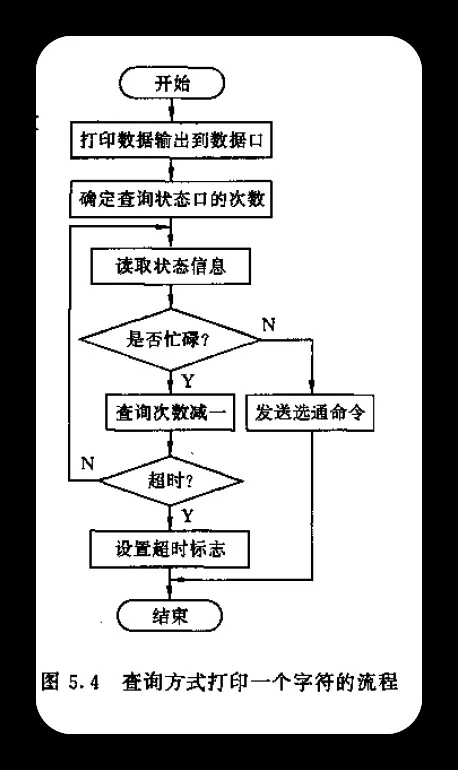 开始
打印数据输出到数据口
确定查询状态口的次数
读取状态信息
是否忙碌?
N
Y
查询次数减一
发送选通命令
N
超时?
Y
设置超时标志
结束
图 5.4 查询方式打印一个字符的流程